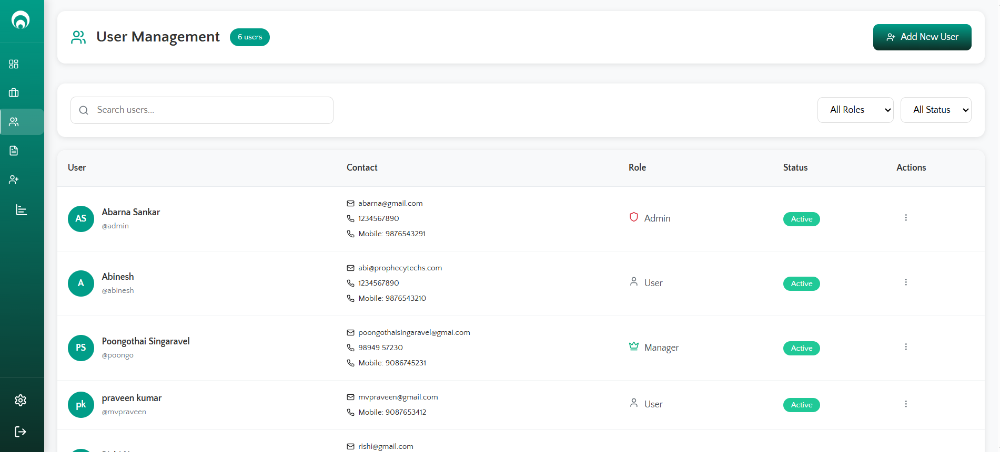 User Management
6 users
Add New User
Search users...
All Roles
All Status
User Contact Role Status Actions
AS
Abarna Sankar
@admin
abarna@gmail.com
1234567890
Mobile: 9876543291
Admin
Active
A
Abinesh
@abinesh
abi@prophecytechs.com
1234567890
Mobile: 9876543210
User
Active
PS
Poongothai Singaravel
@poongo
poongothaisingaravel@gmai.com
98949 57230
Mobile: 9086745231
Manager
Active
pk
praveen kumar
@mvpraveen
mvpraveen@gmail.com
Mobile: 9087653412
User
Active
rishi@gmail.com